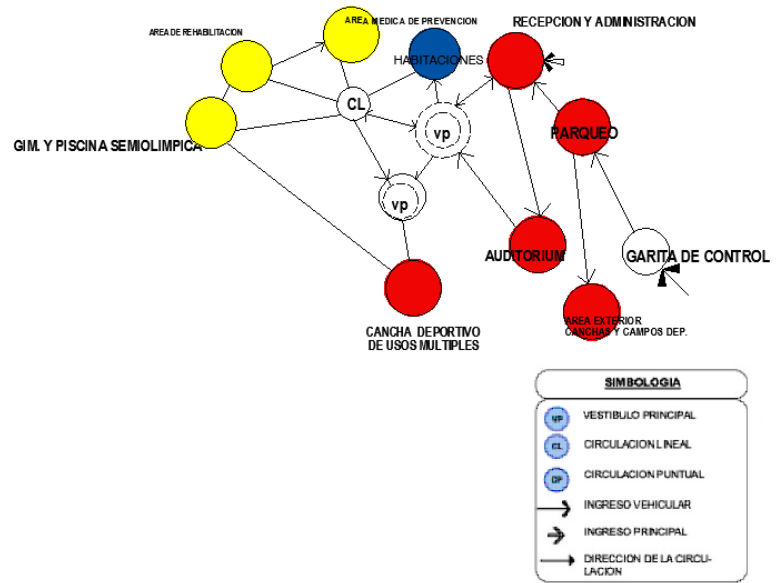 AREA MEDICA DE PREVENCION
RECEPCION Y ADMINISTRACION
AREA DE REHABILITACION
HABITACIONES
CL
vp
PARQUEO
GIM. Y PISCINA SEMIOLIMPICA
vp
AUDITORIUM
GARITA DE CONTROL
CANCHA DEPORTIVO
DE USOS MULTIPLES
AREA EXTERIOR
CANCHAS Y CAMPOS DEP.
SIMBOLOGIA
VP VESTIBULO PRINCIPAL
CL CIRCULACION LINEAL
CP CIRCULACION PUNTUAL
INGRESO VEHICULAR
INGRESO PRINCIPAL
DIRECCION DE LA CIRCU-
LACION